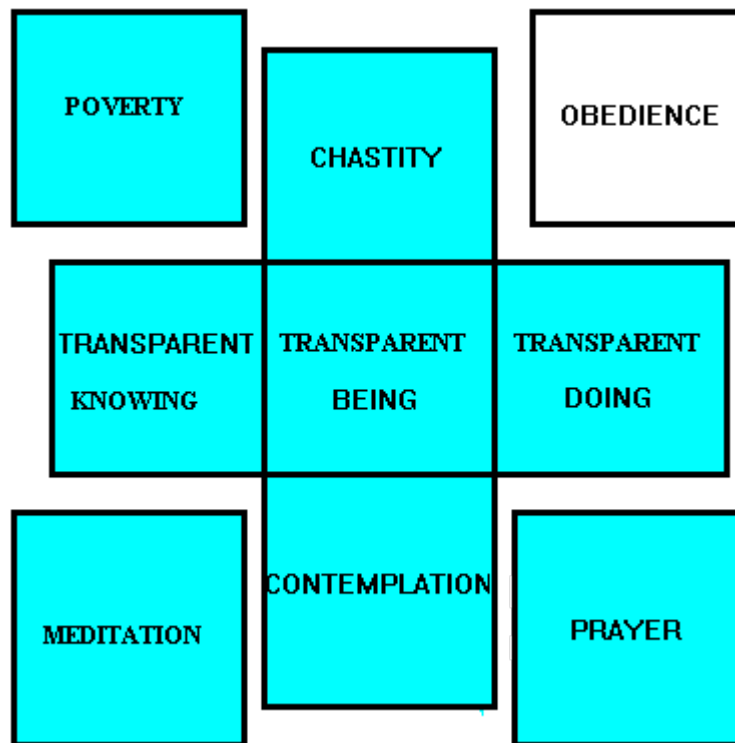 POVERTY
CHASTITY
OBEDIENCE
TRANSPARENT
KNOWING
TRANSPARENT
BEING
TRANSPARENT
DOING
MEDITATION
CONTEMPLATION
PRAYER